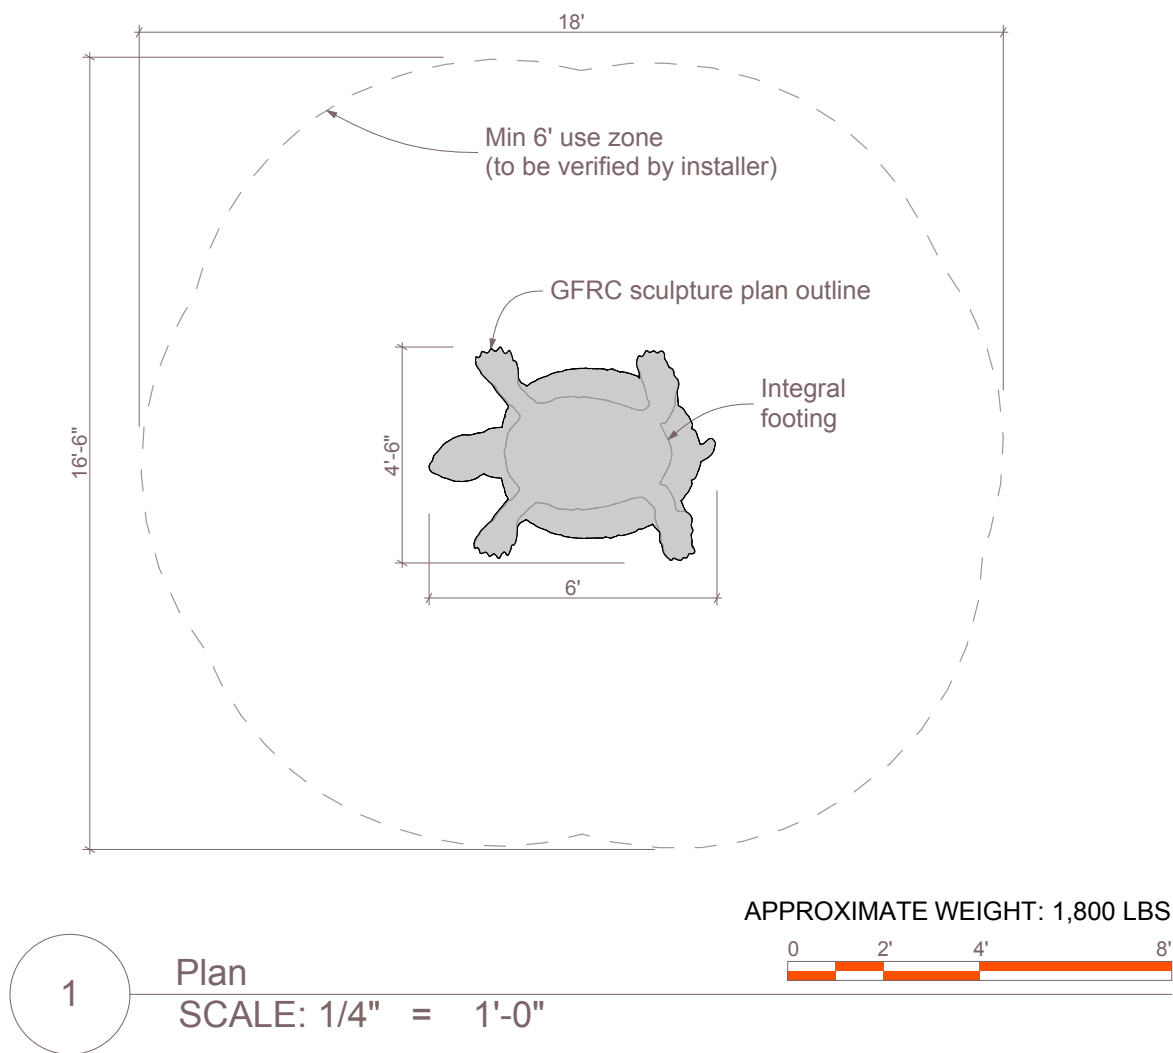 18'
Min 6' use zone
(to be verified by installer)
GFRC sculpture plan outline
Integral
footing
16'-6"
4'-6"
6'
APPROXIMATE WEIGHT: 1,800 LBS
0 2' 4' 8'
1
Plan
SCALE: 1/4" = 1'-0"